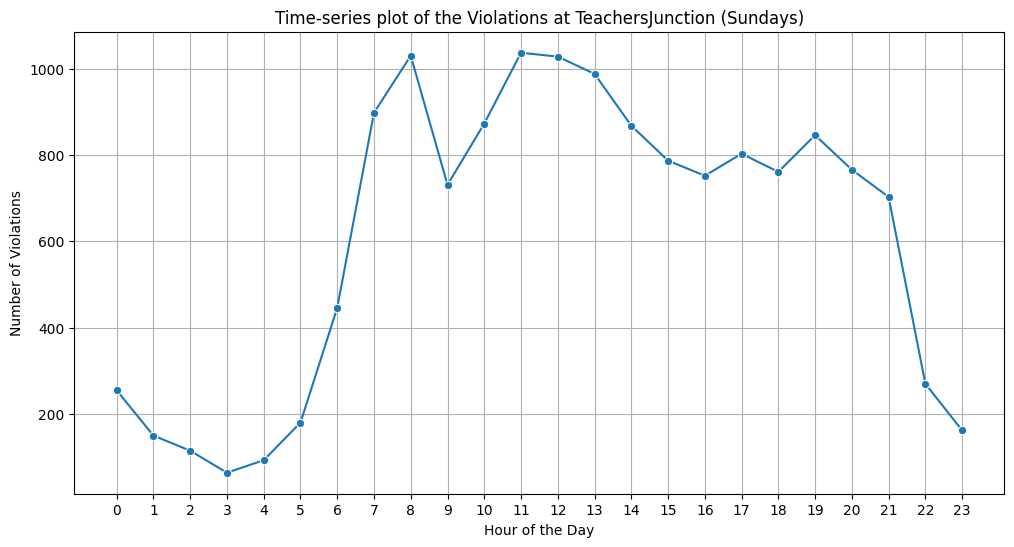 Time-series plot of the Violations at TeachersJunction (Sundays)
1000
800
600
400
200
Number of Violations
0 1 2 3 4 5 6 7 8 9 10 11 12 13 14 15 16 17 18 19 20 21 22 23
Hour of the Day